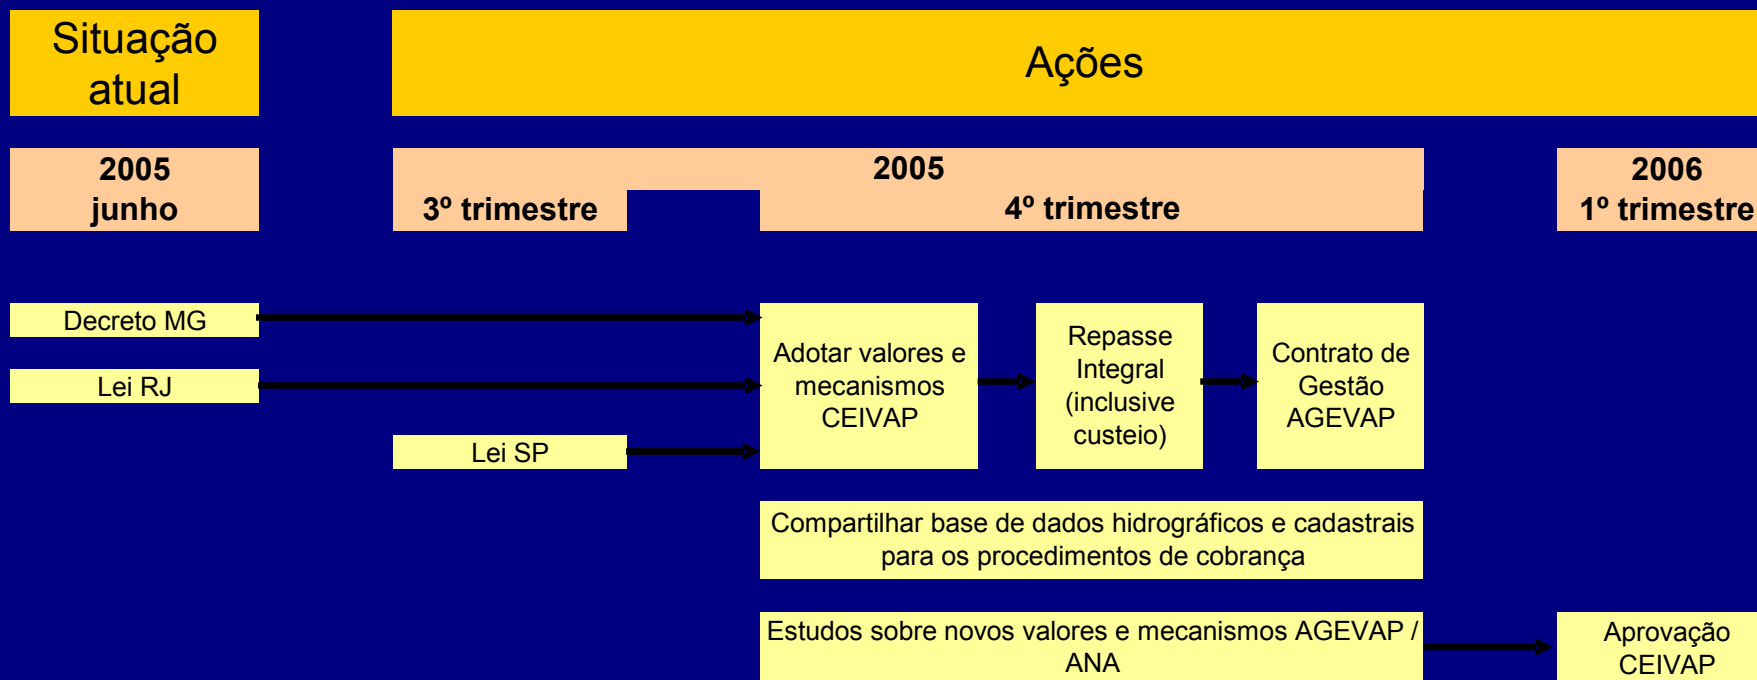 Situação
atual
Ações
2005
junho
2005
3º trimestre
4º trimestre
2006
1º trimestre
Decreto MG
Lei RJ
Lei SP
Adotar valores e
mecanismos
CEIVAP
Repasse
Integral
(inclusive
custeio)
Contrato de
Gestão
AGEVAP
Compartilhar base de dados hidrográficos e cadastrais
para os procedimentos de cobrança
Estudos sobre novos valores e mecanismos AGEVAP /
ANA
Aprovação
CEIVAP